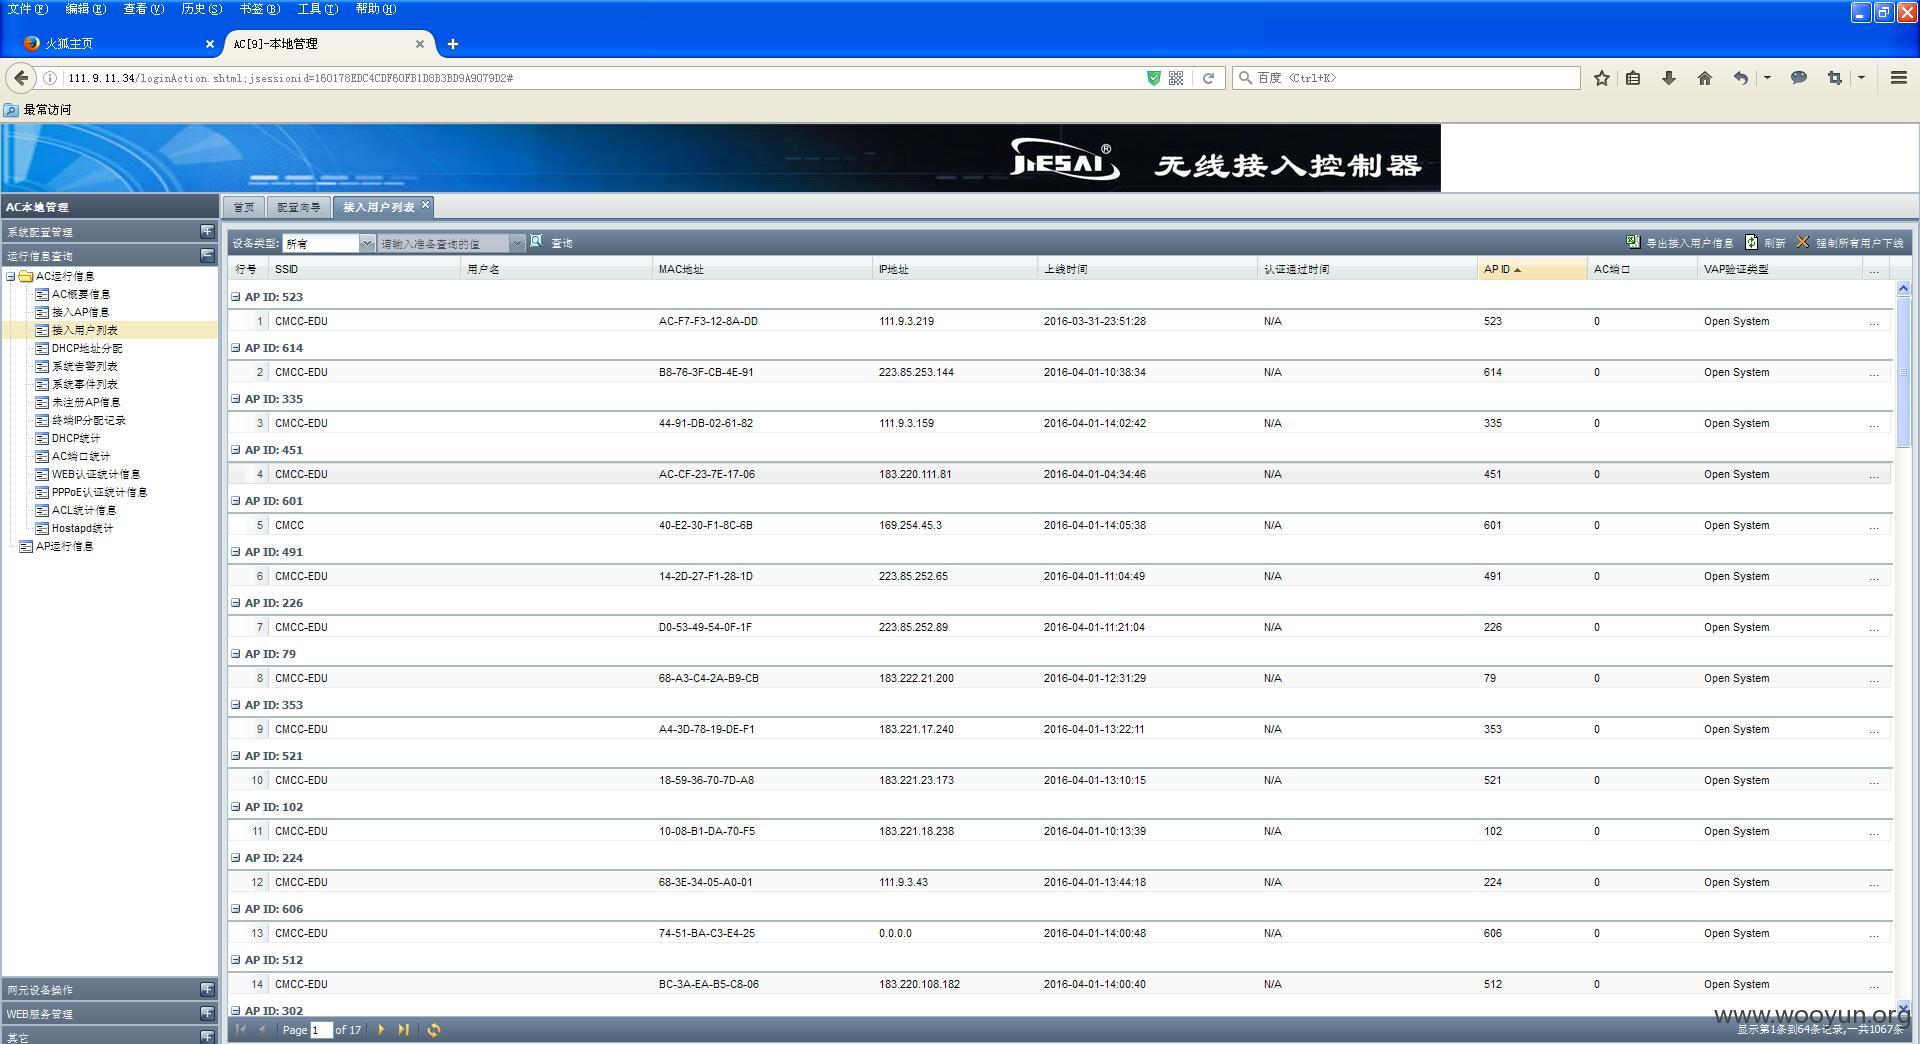 文件(F) 编辑(E) 查看(V) 历史(S) 书签(B) 工具(T) 帮助(H)
火狐主页 × AC[9]-本地管理 × +
111.9.11.34/loginAction.shtml;jsessionid=160178EDC4CDF60FB1D8B3BD9A9079D2# 百度 <Ctrl+K>
最常访问
JIESAI® 无线接入控制器
AC本地管理
系统配置管理
运行信息查询
AC运行信息
AC概要信息
接入AP信息
接入用户列表
DHCP地址分配
系统告警列表
系统事件列表
未注册AP信息
终端IP分配记录
DHCP统计
AC端口统计
WEB认证统计信息
PPPoE认证统计信息
ACL统计信息
Hostapd统计
AP运行信息
网元设备操作
WEB服务管理
其它
首页 配置向导 接入用户列表
设备类型: 所有 请输入准备查询的值 查询 导出接入用户信息 刷新 强制所有用户下线
行号 SSID 用户名 MAC地址 IP地址 上线时间 认证通过时间 AP ID AC端口 VAP验证类型 ...
AP ID: 523
1 CMCC-EDU AC-F7-F3-12-8A-DD 111.9.3.219 2016-03-31-23:51:28 N/A 523 0 Open System ...
AP ID: 614
2 CMCC-EDU B8-76-3F-CB-4E-91 223.85.253.144 2016-04-01-10:38:34 N/A 614 0 Open System ...
AP ID: 335
3 CMCC-EDU 44-91-DB-02-61-82 111.9.3.159 2016-04-01-14:02:42 N/A 335 0 Open System ...
AP ID: 451
4 CMCC-EDU AC-CF-23-7E-17-06 183.220.111.81 2016-04-01-04:34:46 N/A 451 0 Open System ...
AP ID: 601
5 CMCC 40-E2-30-F1-8C-6B 169.254.45.3 2016-04-01-14:05:38 N/A 601 0 Open System ...
AP ID: 491
6 CMCC-EDU 14-2D-27-F1-28-1D 223.85.252.65 2016-04-01-11:04:49 N/A 491 0 Open System ...
AP ID: 226
7 CMCC-EDU D0-53-49-54-0F-1F 223.85.252.89 2016-04-01-11:21:04 N/A 226 0 Open System ...
AP ID: 79
8 CMCC-EDU 68-A3-C4-2A-B9-CB 183.222.21.200 2016-04-01-12:31:29 N/A 79 0 Open System ...
AP ID: 353
9 CMCC-EDU A4-3D-78-19-DE-F1 183.221.17.240 2016-04-01-13:22:11 N/A 353 0 Open System ...
AP ID: 521
10 CMCC-EDU 18-59-36-70-7D-A8 183.221.23.173 2016-04-01-13:10:15 N/A 521 0 Open System ...
AP ID: 102
11 CMCC-EDU 10-08-B1-DA-70-F5 183.221.18.238 2016-04-01-10:13:39 N/A 102 0 Open System ...
AP ID: 224
12 CMCC-EDU 68-3E-34-05-A0-01 111.9.3.43 2016-04-01-13:44:18 N/A 224 0 Open System ...
AP ID: 606
13 CMCC-EDU 74-51-BA-C3-E4-25 0.0.0.0 2016-04-01-14:00:48 N/A 606 0 Open System ...
AP ID: 512
14 CMCC-EDU BC-3A-EA-B5-C8-06 183.220.108.182 2016-04-01-14:00:40 N/A 512 0 Open System ...
AP ID: 302
Page 1 of 17
www.wooyun.org
显示第1条到64条记录,一共1067条